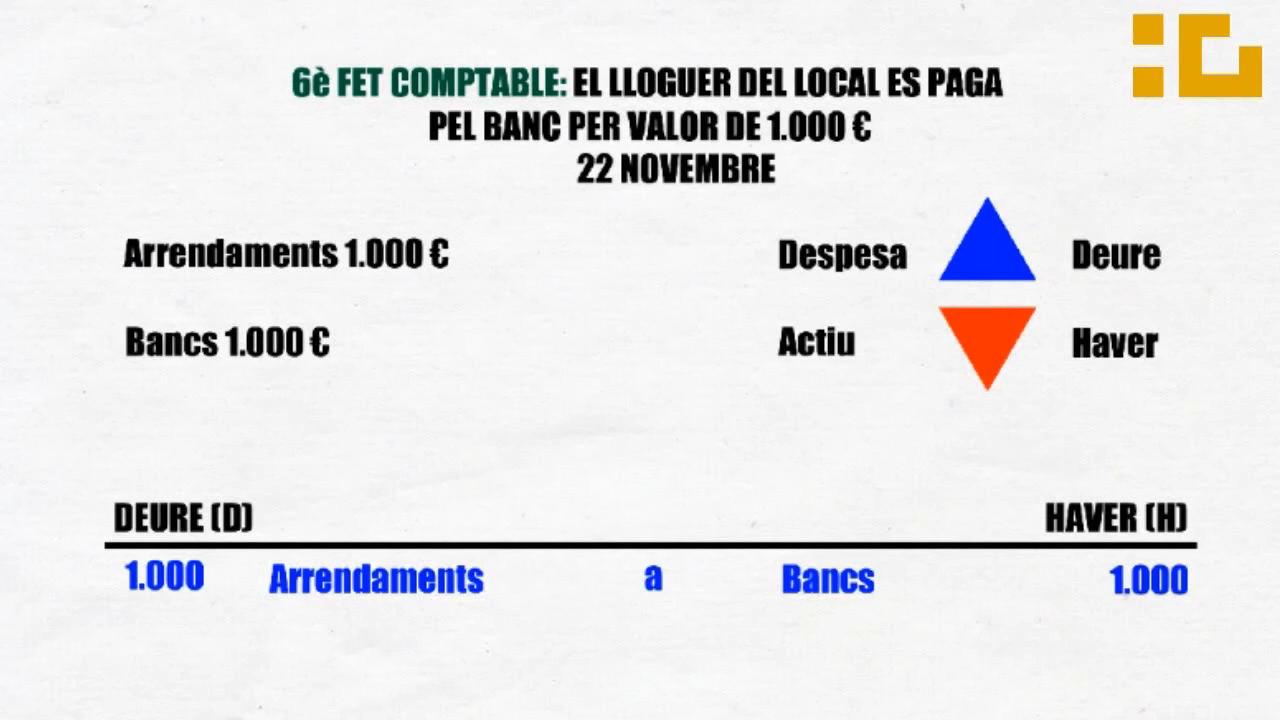 6è FET COMPTABLE: EL LLOGUER DEL LOCAL ES PAGA
PEL BANC PER VALOR DE 1.000 €
22 NOVEMBRE
Arrendaments 1.000 € Despesa Deure
Bancs 1.000 € Actiu Haver
DEURE (D) HAVER (H)
1.000 Arrendaments a Bancs 1.000